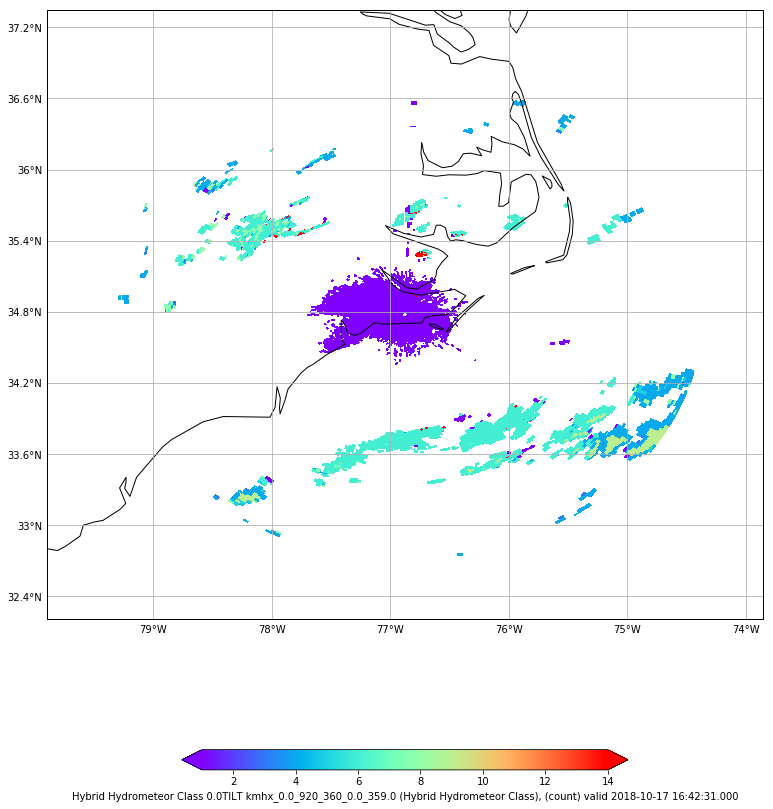 37.2°N
36.6°N
36°N
35.4°N
34.8°N
34.2°N
33.6°N
33°N
32.4°N
79°W 78°W 77°W 76°W 75°W 74°W
2 4 6 8 10 12 14
Hybrid Hydrometeor Class 0.0TILT kmhx_0.0_920_360_0.0_359.0 (Hybrid Hydrometeor Class), (count) valid 2018-10-17 16:42:31.000